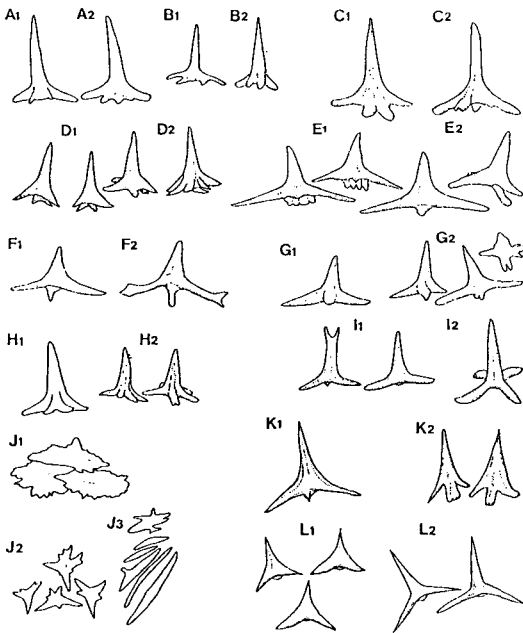 A1 A2 B1 B2 C1 C2
D1 D2 E1 E2
F1 F2 G1 G2
H1 H2 I1 I2
J1 K1 K2
J2 J3 L1 L2